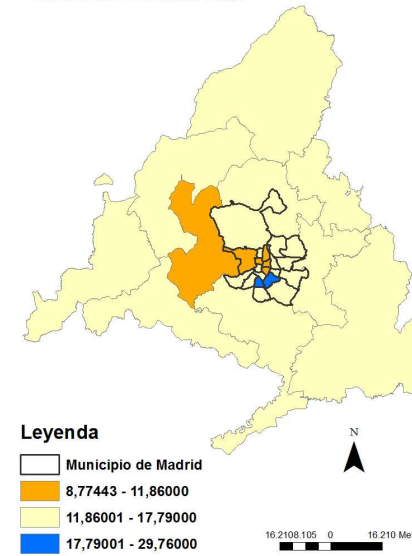 N
Leyenda
Municipio de Madrid
8,77443 - 11,86000
11,86001 - 17,79000
17,79001 - 29,76000
16.2108.105 0 16.210 Me